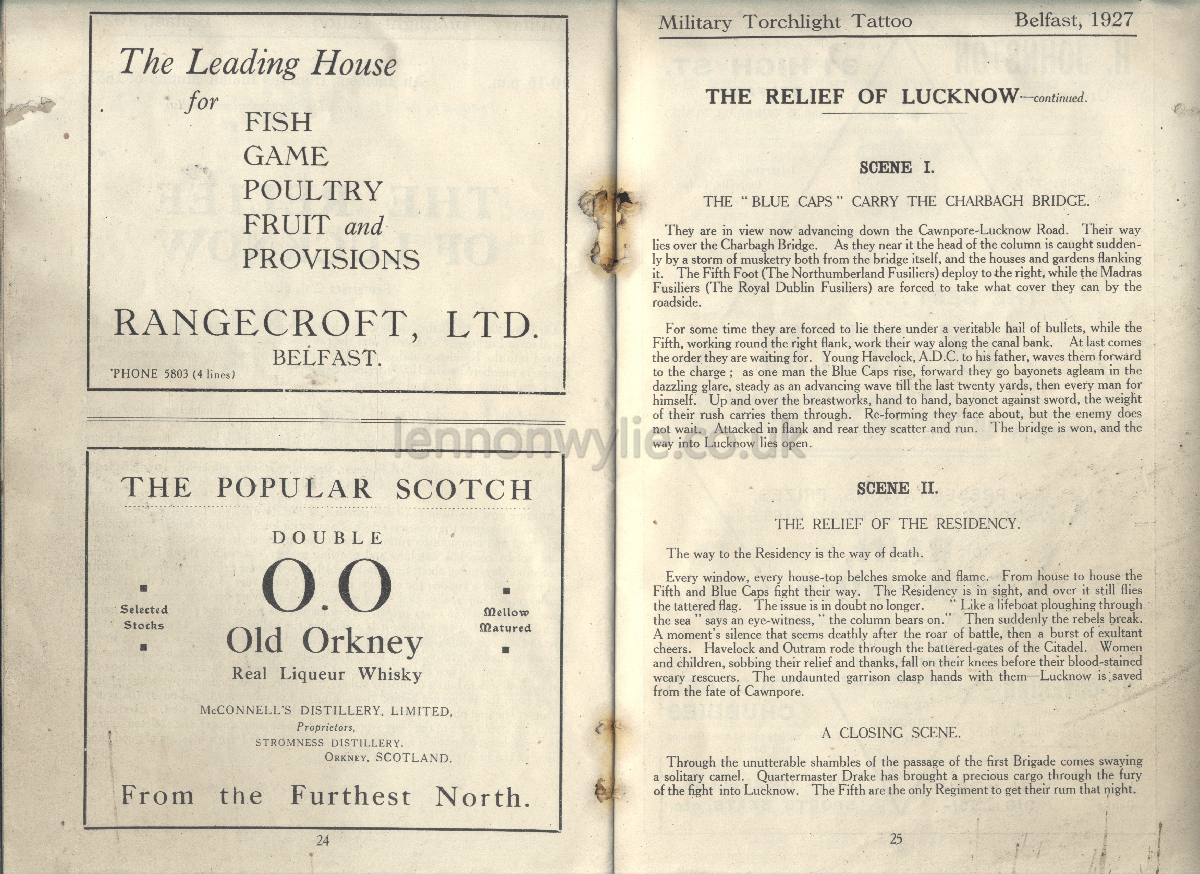 The Leading House
for
FISH
GAME
POULTRY
FRUIT and
PROVISIONS
RANGECROFT, LTD.
BELFAST.
'PHONE 5803 (4 lines)
THE POPULAR SCOTCH
DOUBLE
O.O
Selected
Stocks
Mellow
Matured
Old Orkney
Real Liqueur Whisky
McCONNELL'S DISTILLERY, LIMITED,
Proprietors,
STROMNESS DISTILLERY,
ORKNEY, SCOTLAND.
From the Furthest North.
24
Military Torchlight Tattoo Belfast, 1927
THE RELIEF OF LUCKNOW—continued.
SCENE I.
THE "BLUE CAPS" CARRY THE CHARBAGH BRIDGE.
They are in view now advancing down the Cawnpore-Lucknow Road. Their way
lies over the Charbagh Bridge. As they near it the head of the column is caught sudden-
ly by a storm of musketry both from the bridge itself, and the houses and gardens flanking
it. The Fifth Foot (The Northumberland Fusiliers) deploy to the right, while the Madras
Fusiliers (The Royal Dublin Fusiliers) are forced to take what cover they can by the
roadside.
For some time they are forced to lie there under a veritable hail of bullets, while the
Fifth, working round the right flank, work their way along the canal bank. At last comes
the order they are waiting for. Young Havelock, A.D.C. to his father, waves them forward
to the charge; as one man the Blue Caps rise, forward they go bayonets agleam in the
dazzling glare, steady as an advancing wave till the last twenty yards, then every man for
himself. Up and over the breastworks, hand to hand, bayonet against sword, the weight
of their rush carries them through. Re-forming they face about, but the enemy does
not wait. Attacked in flank and rear they scatter and run. The bridge is won, and the
way into Lucknow lies open.
SCENE II.
THE RELIEF OF THE RESIDENCY.
The way to the Residency is the way of death.
Every window, every house-top belches smoke and flame. From house to house the
Fifth and Blue Caps fight their way. The Residency is in sight, and over it still flies
the tattered flag. The issue is in doubt no longer. "Like a lifeboat ploughing through
the sea" says an eye-witness, "the column bears on." Then suddenly the rebels break.
A moment's silence that seems deathly after the roar of battle, then a burst of exultant
cheers. Havelock and Outram rode through the battered-gates of the Citadel. Women
and children, sobbing their relief and thanks, fall on their knees before their blood-stained
weary rescuers. The undaunted garrison clasp hands with them—Lucknow is saved
from the fate of Cawnpore.
A CLOSING SCENE.
Through the unutterable shambles of the passage of the first Brigade comes swaying
a solitary camel. Quartermaster Drake has brought a precious cargo through the fury
of the fight into Lucknow. The Fifth are the only Regiment to get their rum that night.
25
lennonwylie.co.uk